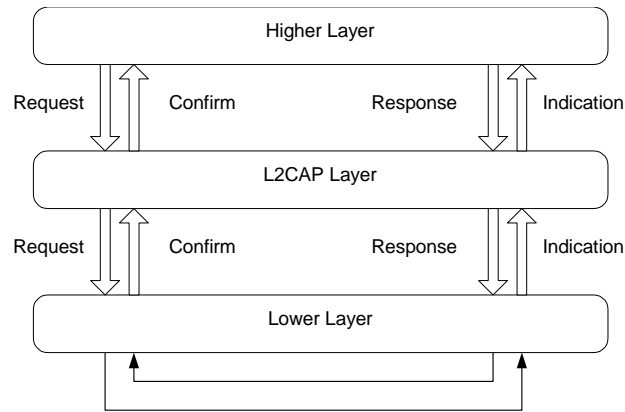 Higher Layer
Request
Confirm
Response
Indication
L2CAP Layer
Request
Confirm
Response
Indication
Lower Layer